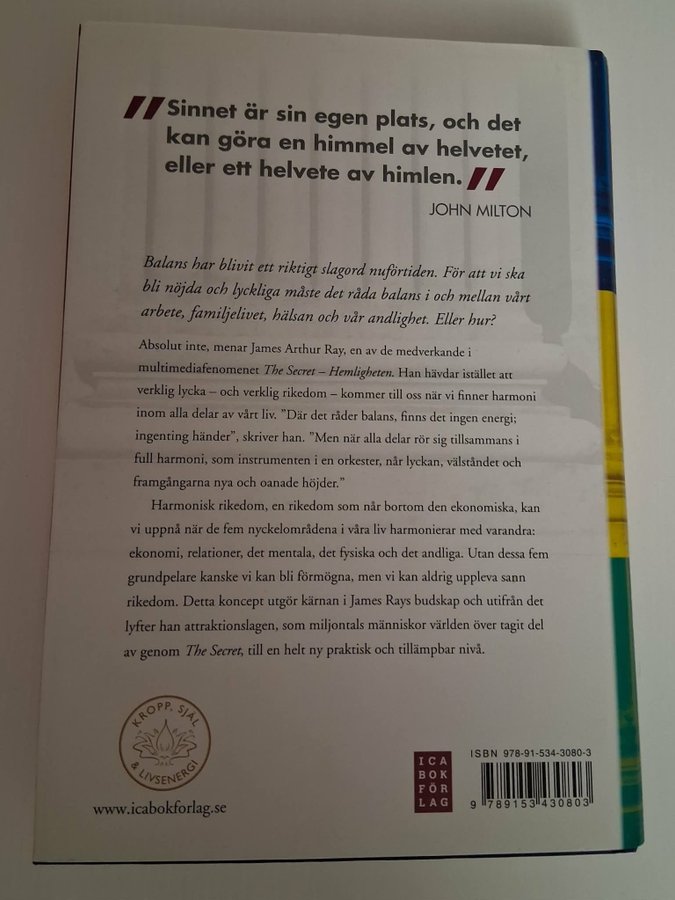 "Sinnet är sin egen plats, och det
kan göra en himmel av helvetet,
eller ett helvete av himlen."
JOHN MILTON
Balans har blivit ett riktigt slagord nuförtiden. För att vi ska
bli nöjda och lyckliga måste det råda balans i och mellan vårt
arbete, familjelivet, hälsan och vår andlighet. Eller hur?
Absolut inte, menar James Arthur Ray, en av de medverkande i
multimediafenomenet The Secret – Hemligheten. Han hävdar istället att
verklig lycka – och verklig rikedom – kommer till oss när vi finner harmoni
inom alla delar av vårt liv. ”Där det råder balans, finns det ingen energi;
ingenting händer”, skriver han. ”Men när alla delar rör sig tillsammans i
full harmoni, som instrumenten i en orkester, når lyckan, välståndet och
framgångarna nya och oanade höjder.”
Harmonisk rikedom, en rikedom som når bortom den ekonomiska, kan
vi uppnå när de fem nyckelområdena i våra liv harmonierar med varandra:
ekonomi, relationer, det mentala, det fysiska och det andliga. Utan dessa fem
grundpelare kanske vi kan bli förmögna, men vi kan aldrig uppleva sann
rikedom. Detta koncept utgör kärnan i James Rays budskap och utifrån det
lyfter han attraktionslagen, som miljontals människor världen över tagit del
av genom The Secret, till en helt ny praktisk och tillämpbar nivå.
KROPP, SJÄL
& LIVSENERGI
www.icabokforlag.se
ICA
BOK
FÖR
LAG
ISBN 978-91-534-3080-3
9 789153 430803